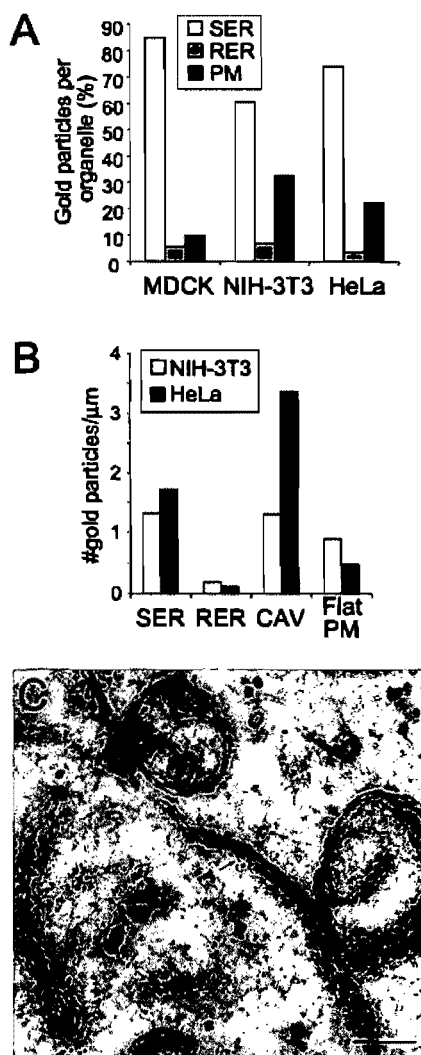 A
SER
RER
PM
Gold particles per
organelle (%)
90
80
70
60
50
40
30
20
10
0
MDCK NIH-3T3 HeLa
B
NIH-3T3
HeLa
#gold particles/µm
4
3
2
1
0
SER RER CAV Flat
PM
C